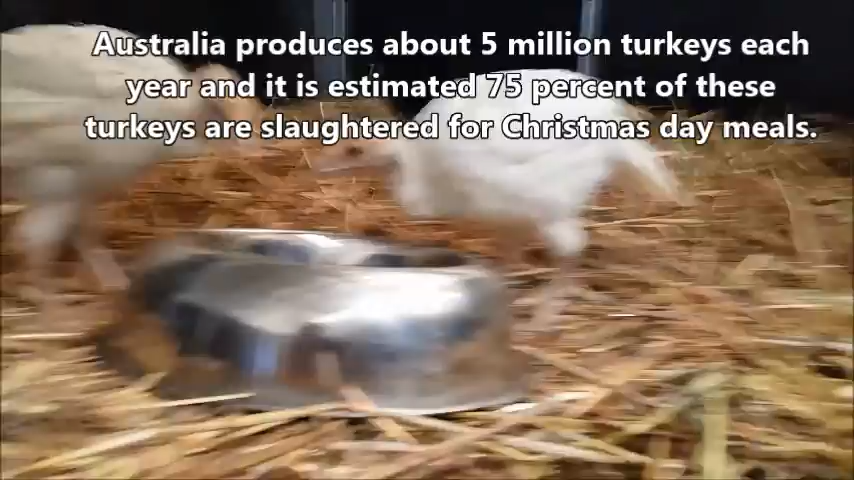 Australia produces about 5 million turkeys each
year and it is estimated 75 percent of these
turkeys are slaughtered for Christmas day meals.